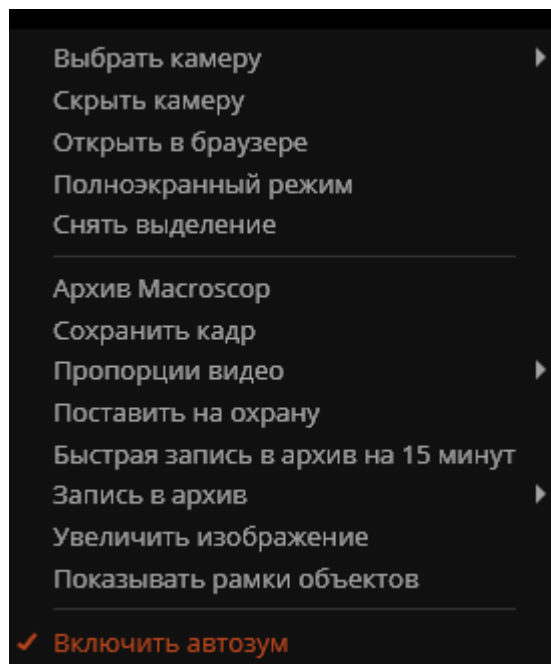 Выбрать камеру
Скрыть камеру
Открыть в браузере
Полноэкранный режим
Снять выделение
Архив Macroscop
Сохранить кадр
Пропорции видео
Поставить на охрану
Быстрая запись в архив на 15 минут
Запись в архив
Увеличить изображение
Показывать рамки объектов
Включить автозум